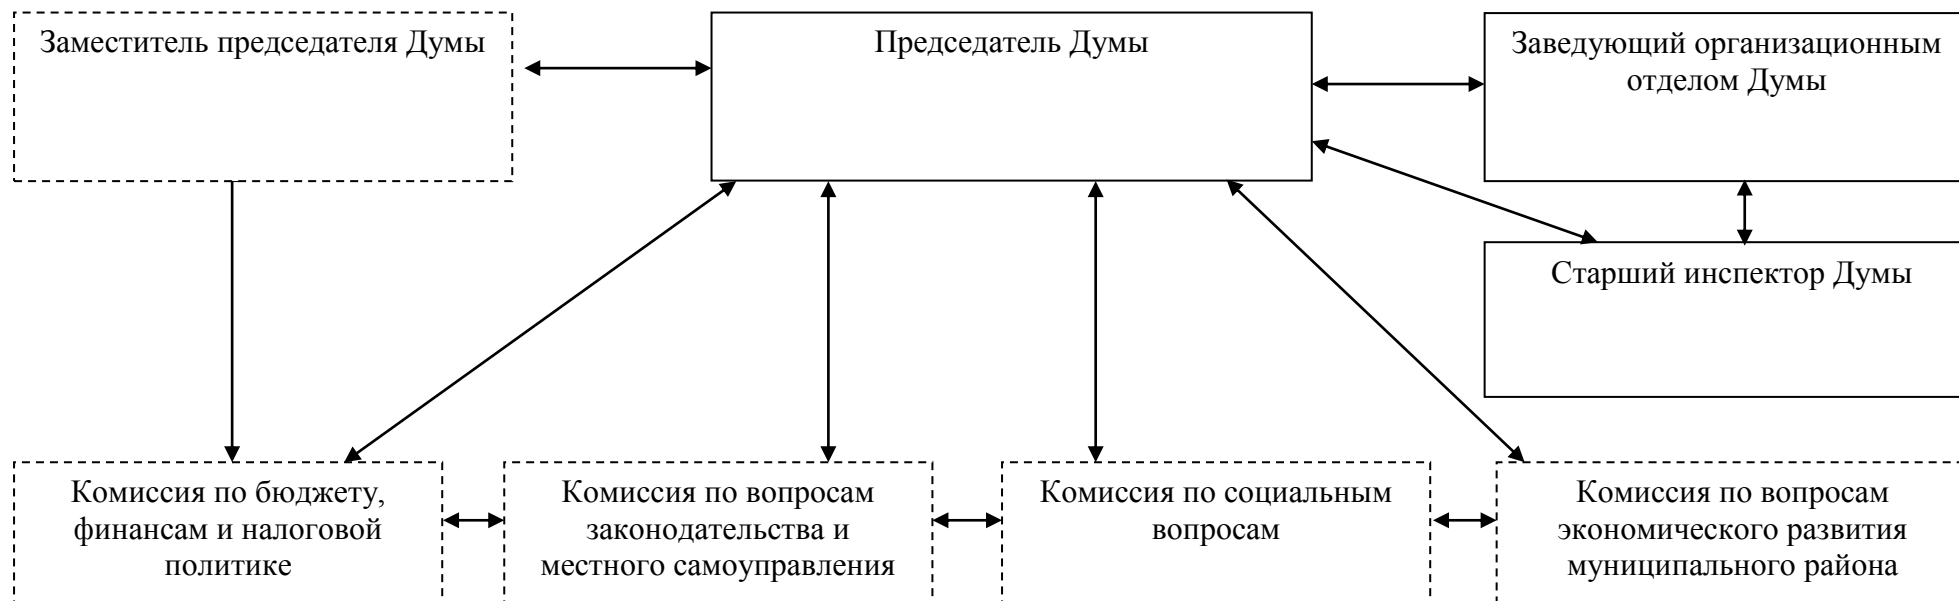 Заместитель председателя Думы
Председатель Думы
Заведующий организационным
отделом Думы
Старший инспектор Думы
Комиссия по бюджету,
финансам и налоговой
политике
Комиссия по вопросам
законодательства и
местного самоуправления
Комиссия по социальным
вопросам
Комиссия по вопросам
экономического развития
муниципального района